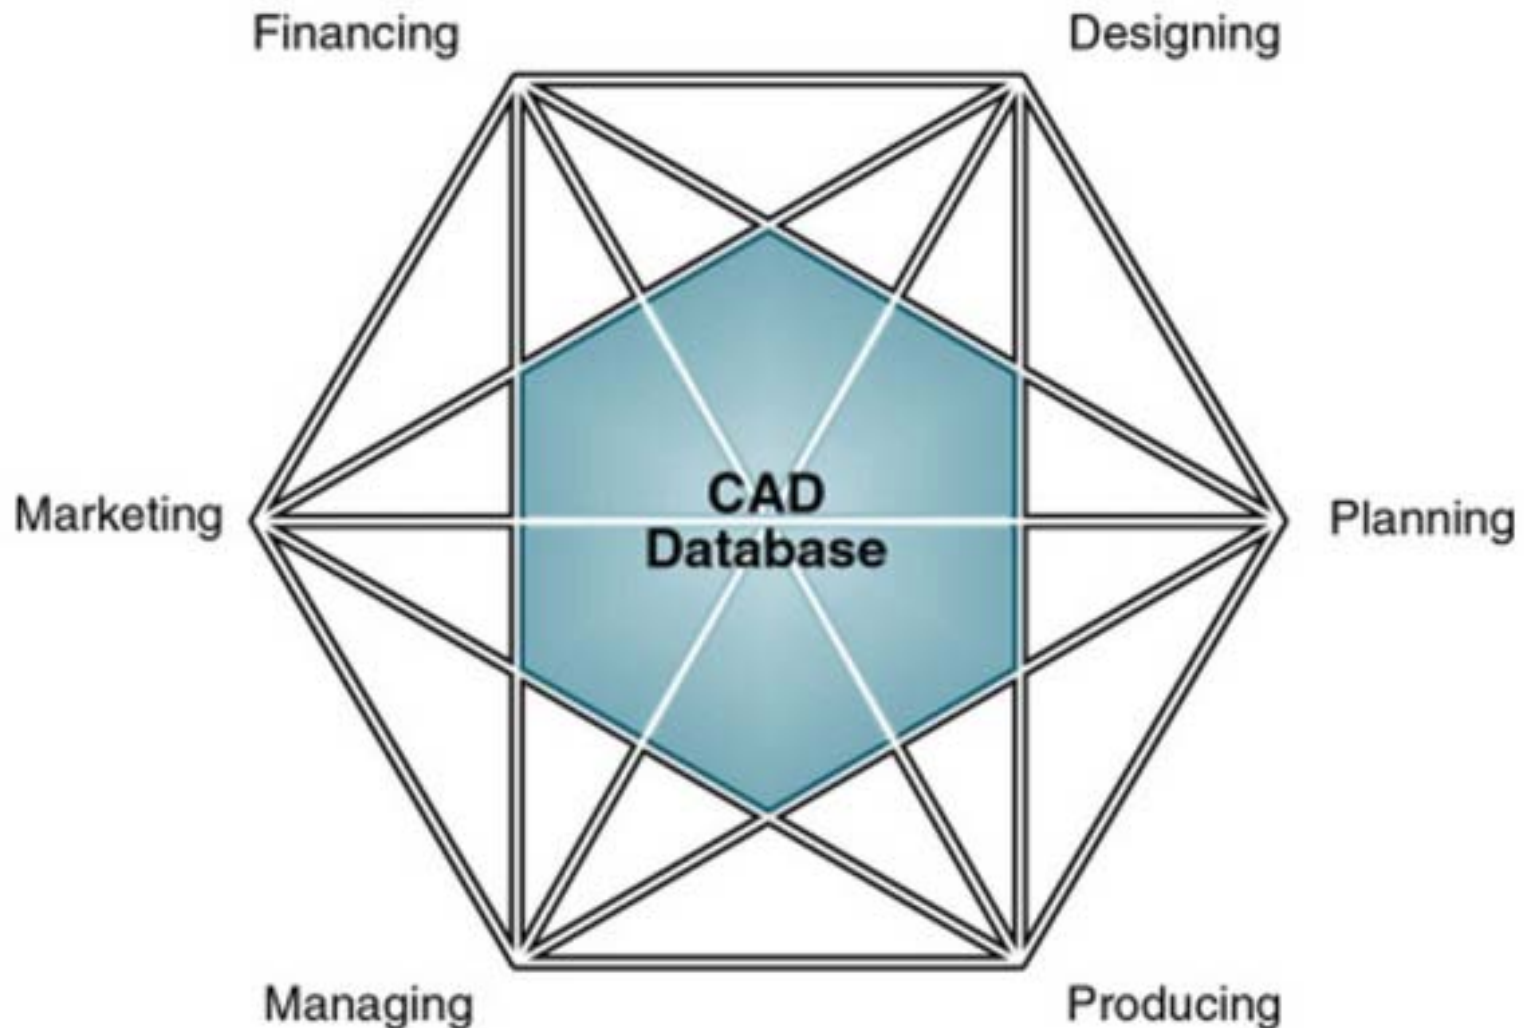 Financing
Designing
Marketing
CAD
Database
Planning
Managing
Producing